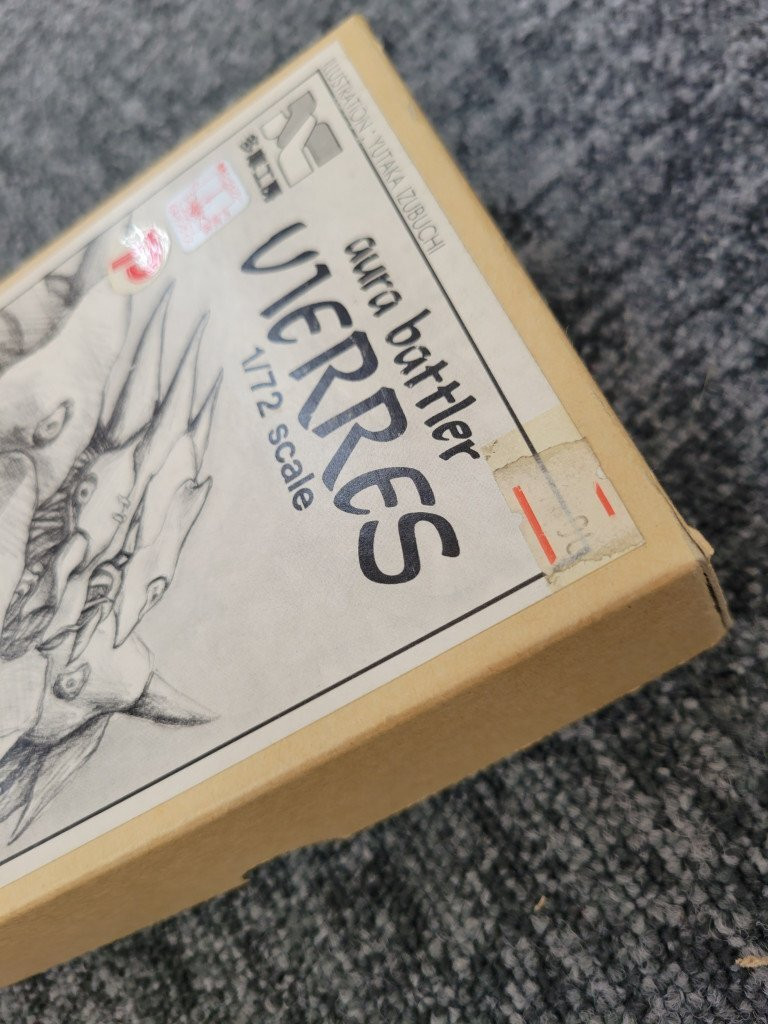 ILLUSTRATION : YUTAKA IZUBUCHI
aura battler
VIERRES
1/72 scale